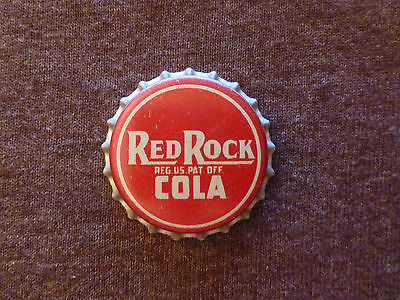 RED ROCK
REG.US.PAT OFF
COLA